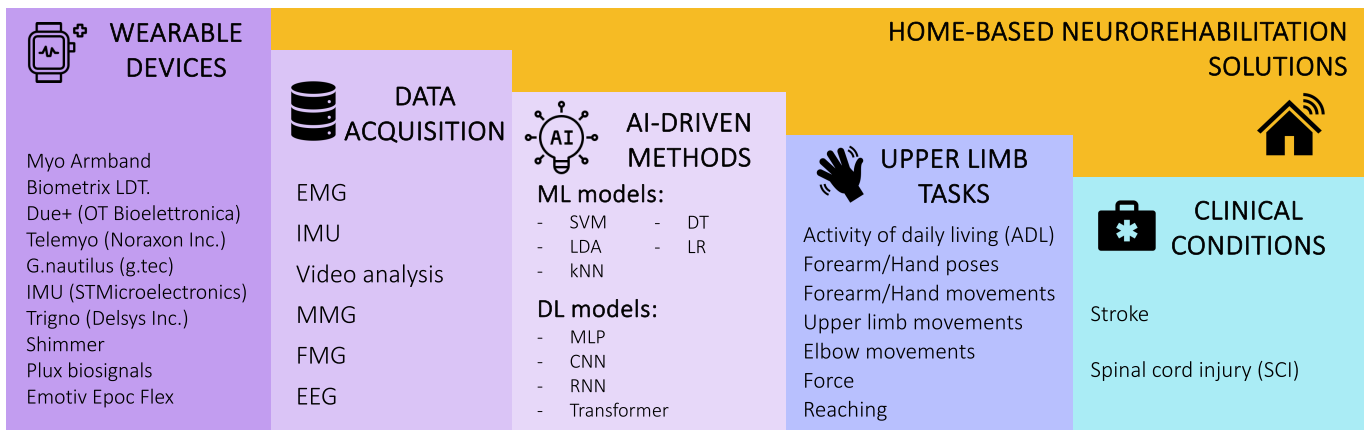 WEARABLE
DEVICES
Myo Armband
Biometrix LDT.
Due+ (OT Bioelettronica)
Telemyo (Noraxon Inc.)
G.nautilus (g.tec)
IMU (STMicroelectronics)
Trigno (Delsys Inc.)
Shimmer
Plux biosignals
Emotiv Epoc Flex
DATA
ACQUISITION
EMG
IMU
Video analysis
MMG
FMG
EEG
AI
AI-DRIVEN
METHODS
ML models:
- SVM - DT
- LDA - LR
- kNN
DL models:
- MLP
- CNN
- RNN
- Transformer
UPPER LIMB
TASKS
Activity of daily living (ADL)
Forearm/Hand poses
Forearm/Hand movements
Upper limb movements
Elbow movements
Force
Reaching
HOME-BASED NEUROREHABILITATION
SOLUTIONS
CLINICAL
CONDITIONS
Stroke
Spinal cord injury (SCI)